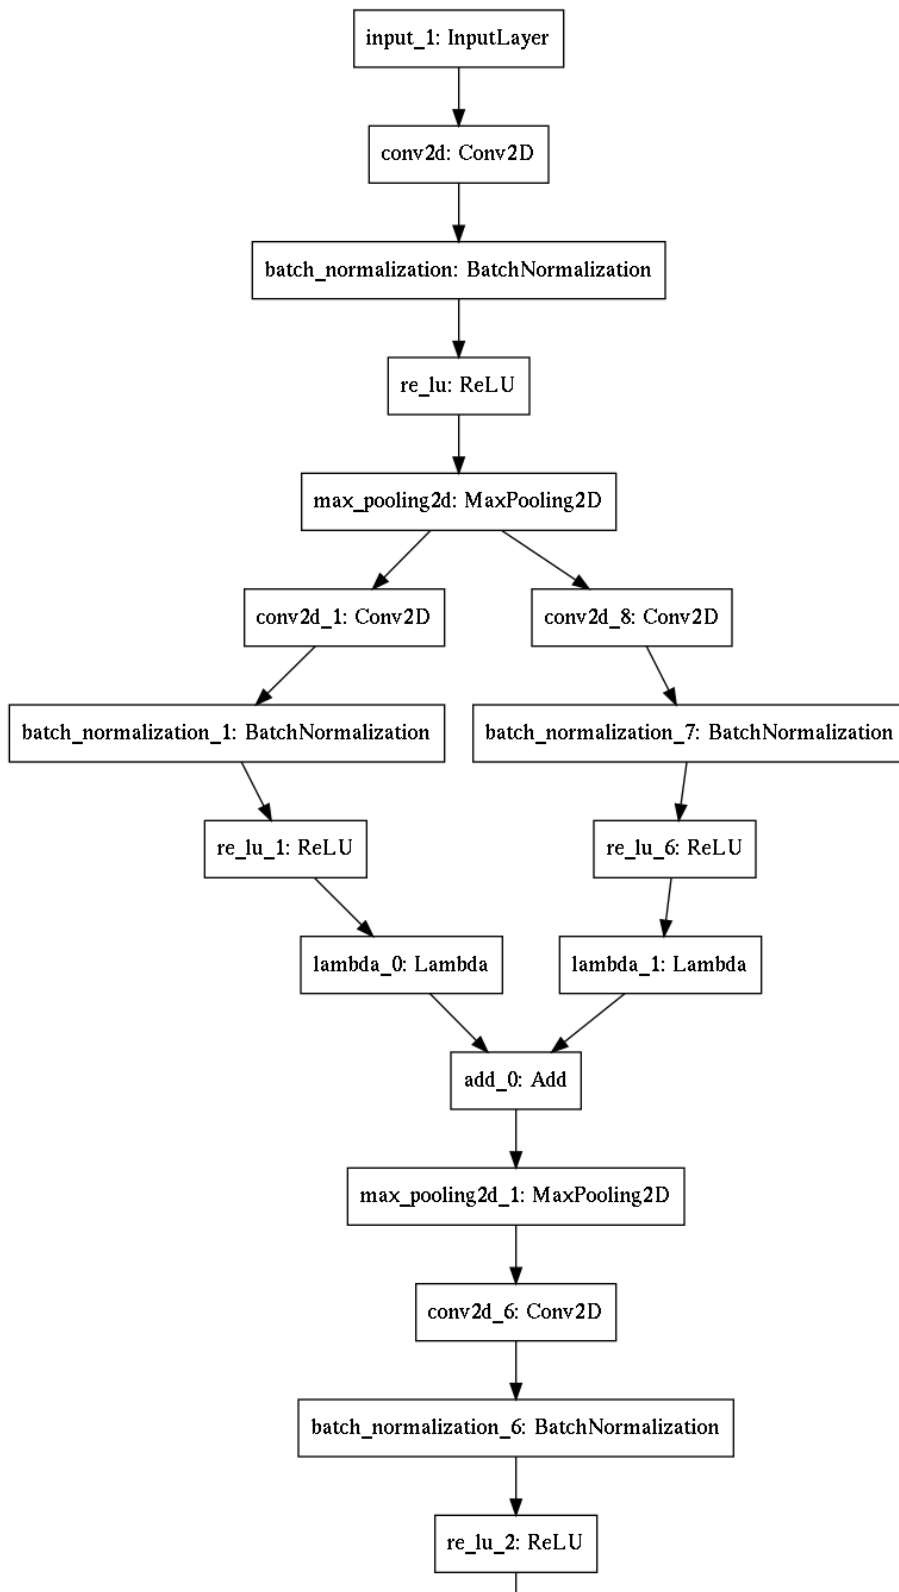 input_1: InputLayer
conv2d: Conv2D
batch_normalization: BatchNormalization
re_lu: ReLU
max_pooling2d: MaxPooling2D
conv2d_1: Conv2D
conv2d_8: Conv2D
batch_normalization_1: BatchNormalization
batch_normalization_7: BatchNormalization
re_lu_1: ReLU
re_lu_6: ReLU
lambda_0: Lambda
lambda_1: Lambda
add_0: Add
max_pooling2d_1: MaxPooling2D
conv2d_6: Conv2D
batch_normalization_6: BatchNormalization
re_lu_2: ReLU